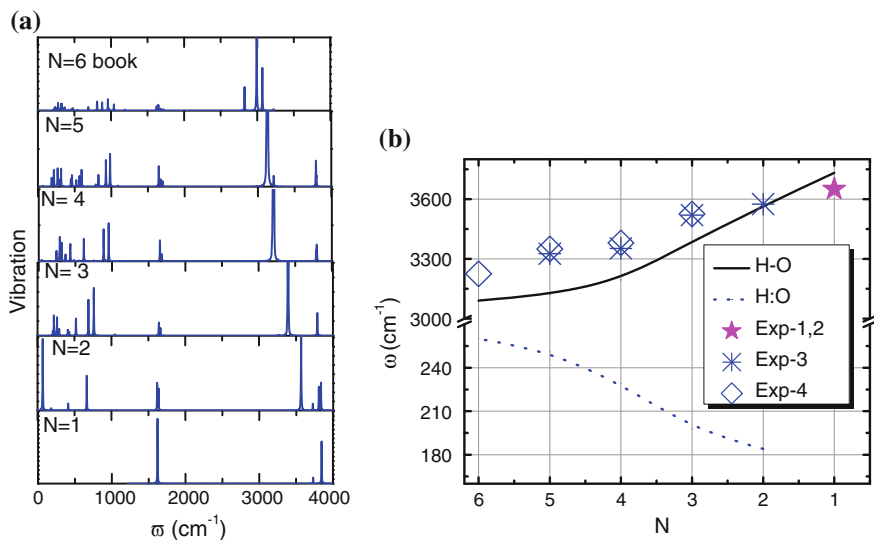 (a)
N=6 book
N=5
N= 4
N= 3
N=2
N=1
Vibration
0 1000 2000 3000 4000
ϖ (cm-1)
(b)
3600
3300
3000
240
210
180
ω (cm-1)
H-O
H:O
Exp-1,2
Exp-3
Exp-4
6 5 4 3 2 1
N